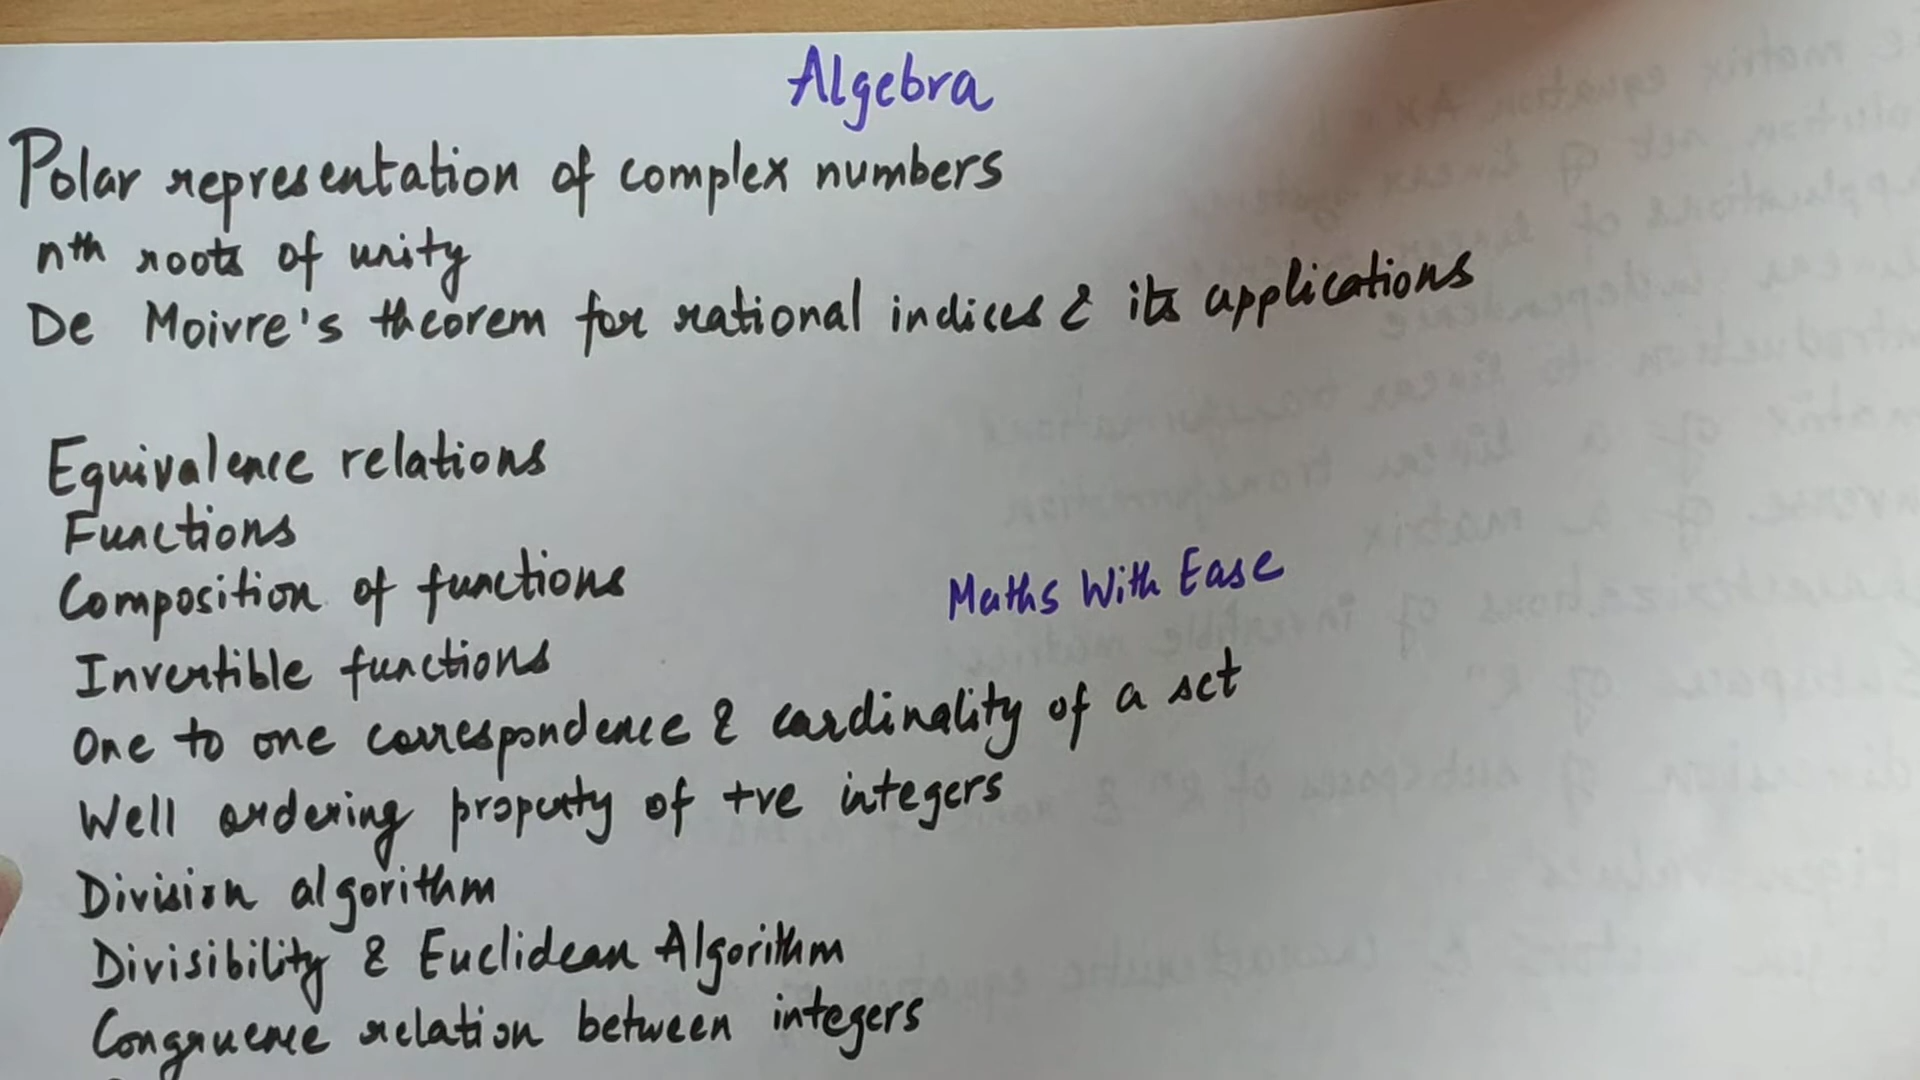 Algebra
Polar representation of complex numbers
nth roots of unity
De Moivre's theorem for rational indices & its applications
Equivalence relations
Functions
Composition of functions
Maths With Ease
Invertible functions
One to one correspondence & cardinality of a set
Well ordering property of +ve integers
Division algorithm
Divisibility & Euclidean Algorithm
Congruence relation between integers